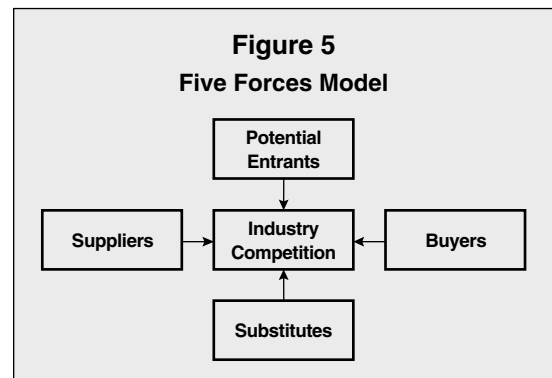 Figure 5
Five Forces Model
Potential
Entrants
Suppliers
Industry
Competition
Buyers
Substitutes